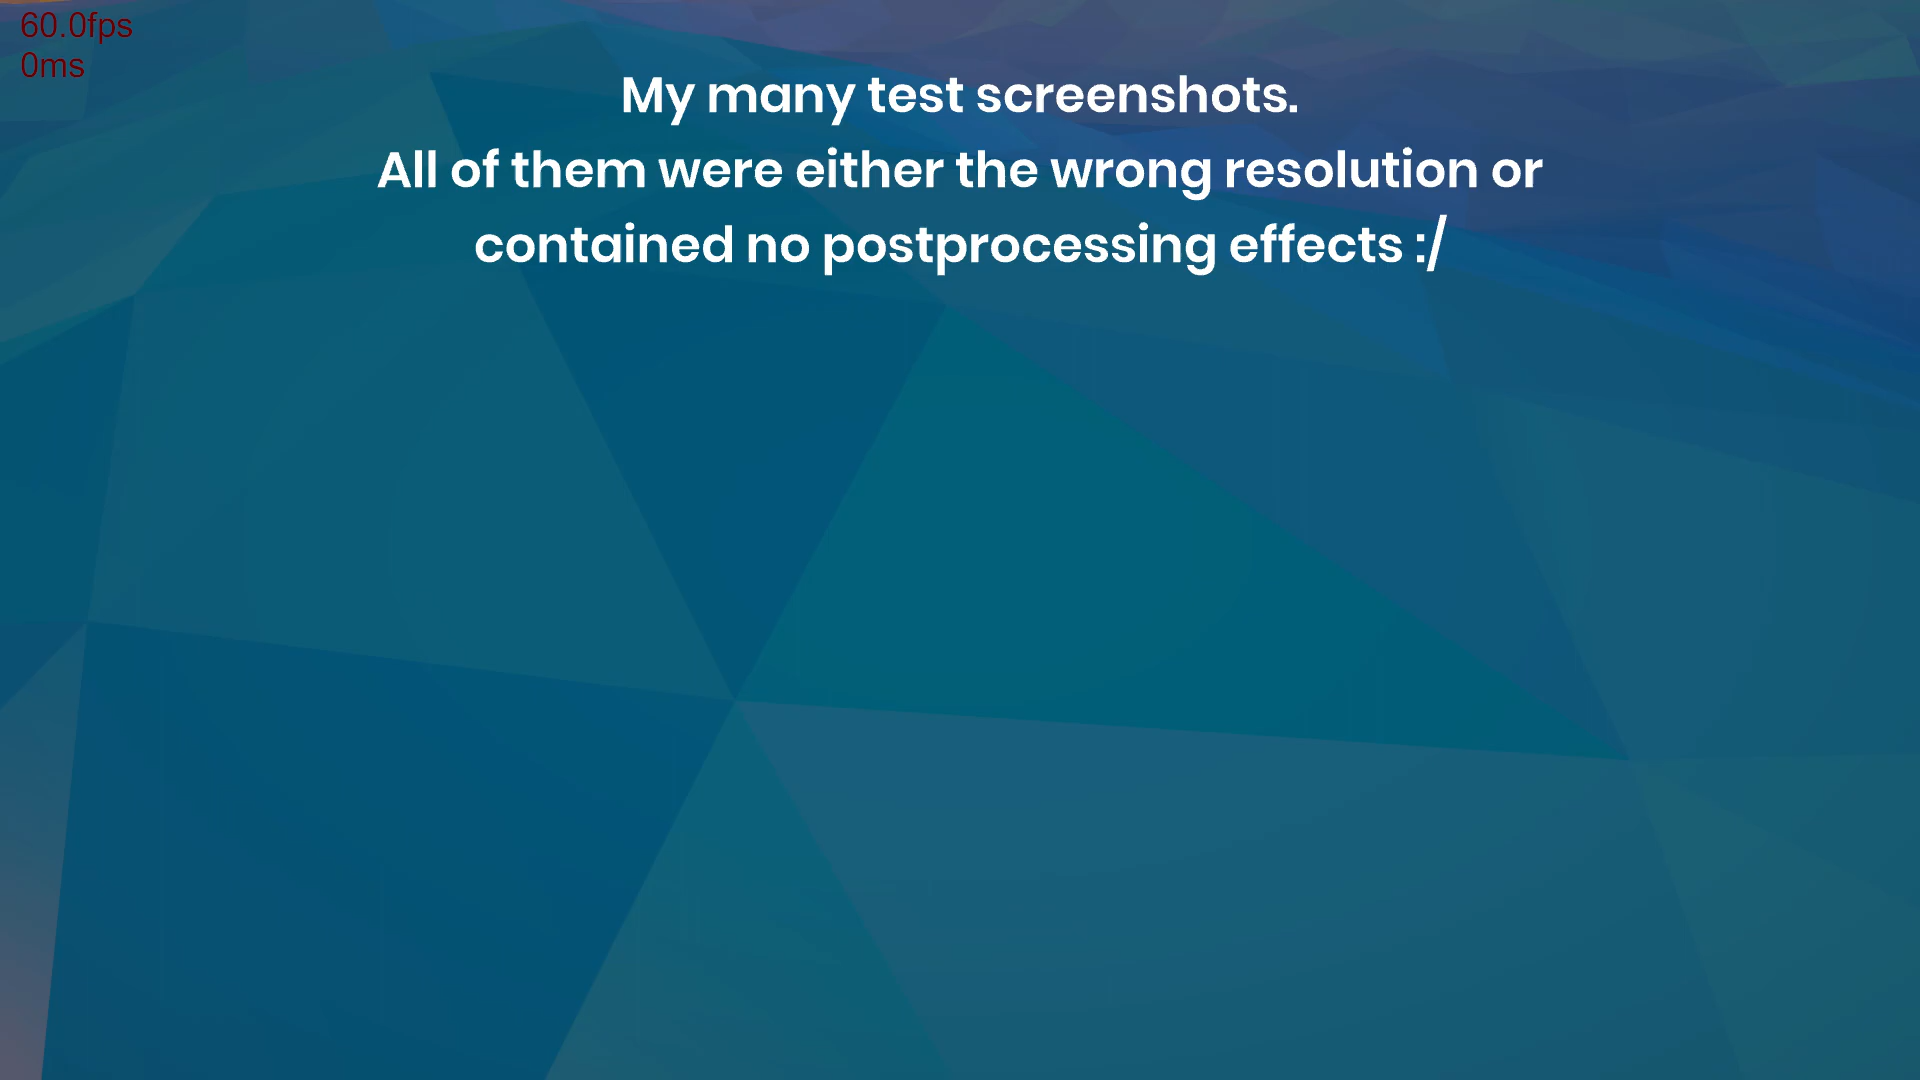 60.0fps
0ms
My many test screenshots.
All of them were either the wrong resolution or
contained no postprocessing effects :/